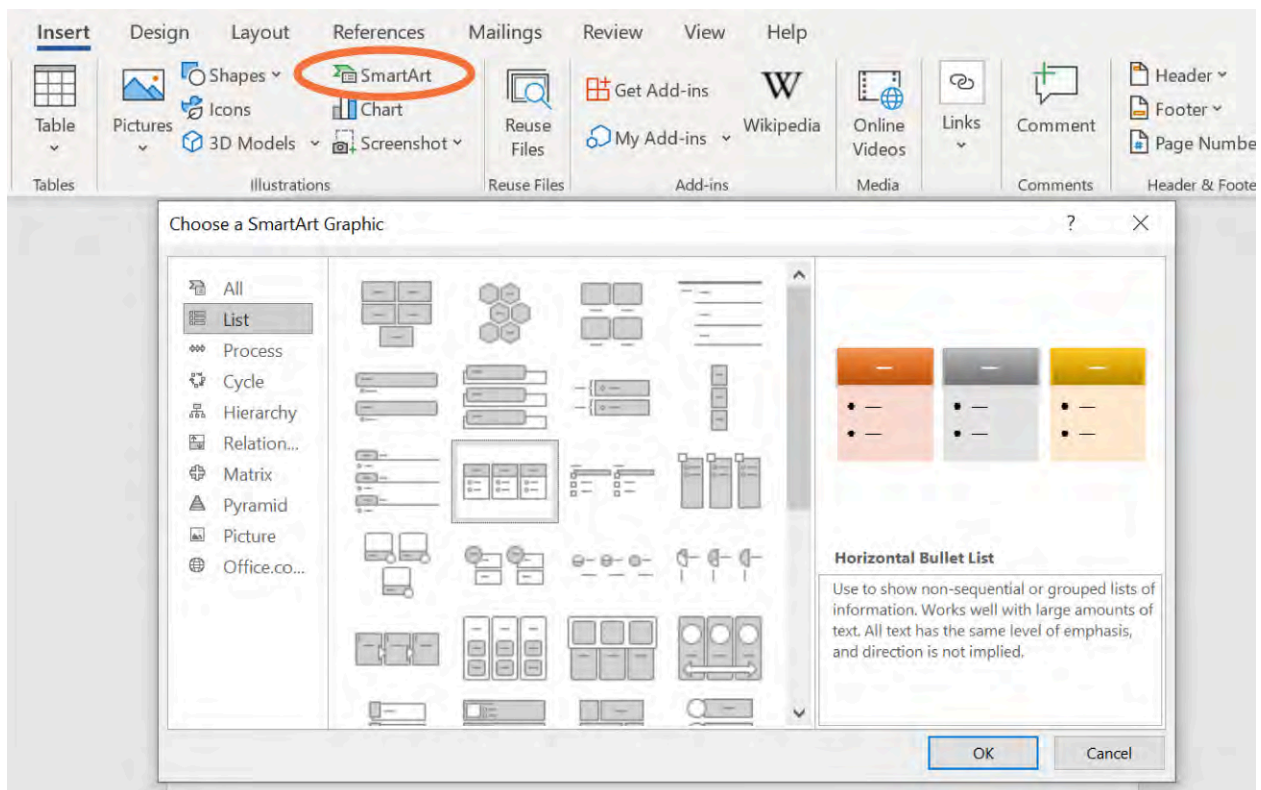 Insert Design Layout References Mailings Review View Help
Shapes SmartArt Get Add-ins W Header
Icons Chart Footer
Table Pictures Reuse Wikipedia Online Links Comment
3D Models Screenshot Files My Add-ins Videos Page Numbe
Tables Illustrations Reuse Files Add-ins Media Comments Header & Foote
Choose a SmartArt Graphic ?
All
List
Process
Cycle
Hierarchy
Relation...
Matrix
Pyramid
Picture
Office.co...
Horizontal Bullet List
Use to show non-sequential or grouped lists of
information. Works well with large amounts of
text. All text has the same level of emphasis,
and direction is not implied.
OK Cancel